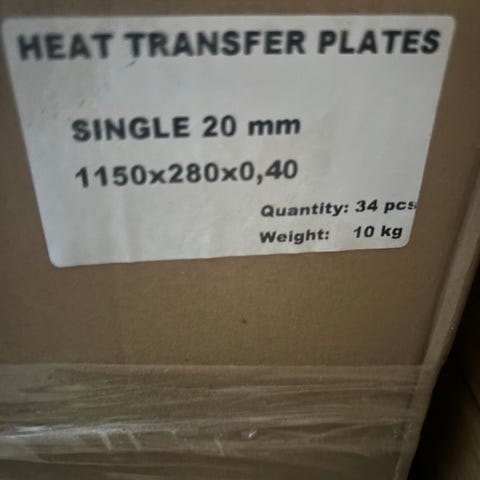 HEAT TRANSFER PLATES
SINGLE 20 mm
1150x280x0,40
Quantity: 34 pcs
Weight: 10 kg